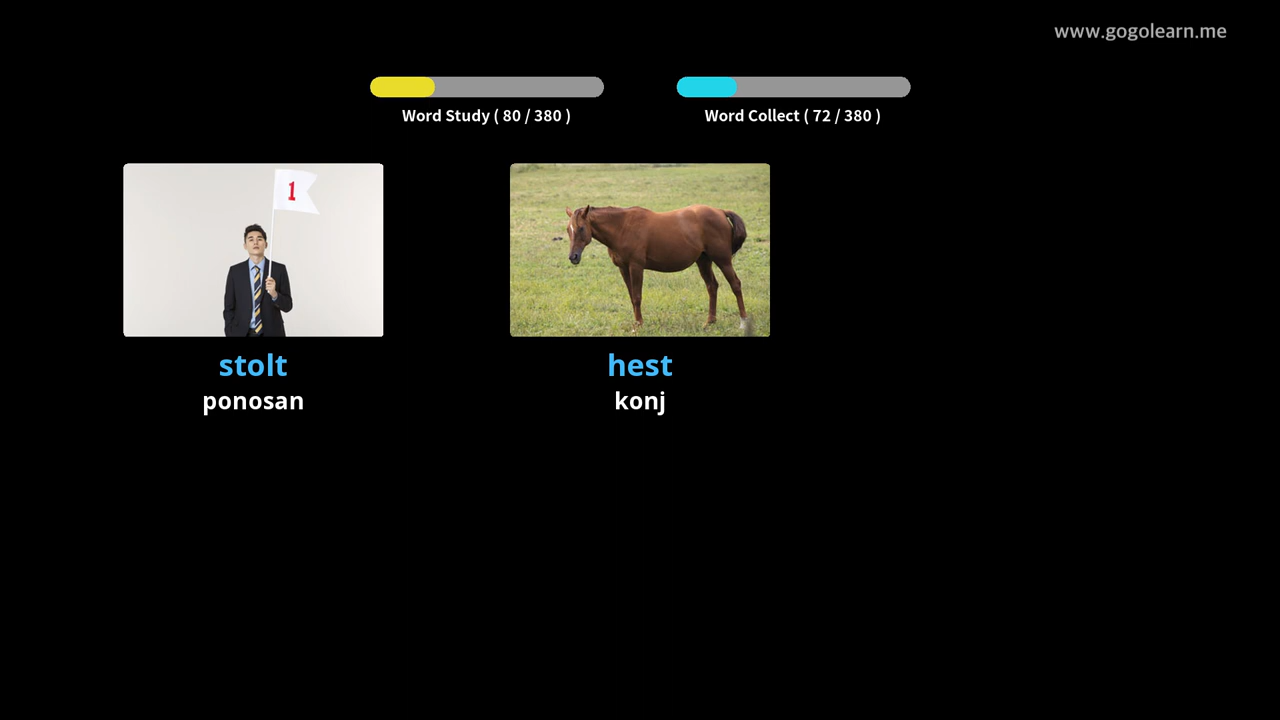 www.gogolearn.me
Word Study ( 80 / 380 )
Word Collect ( 72 / 380 )
1
stolt
ponosan
hest
konj